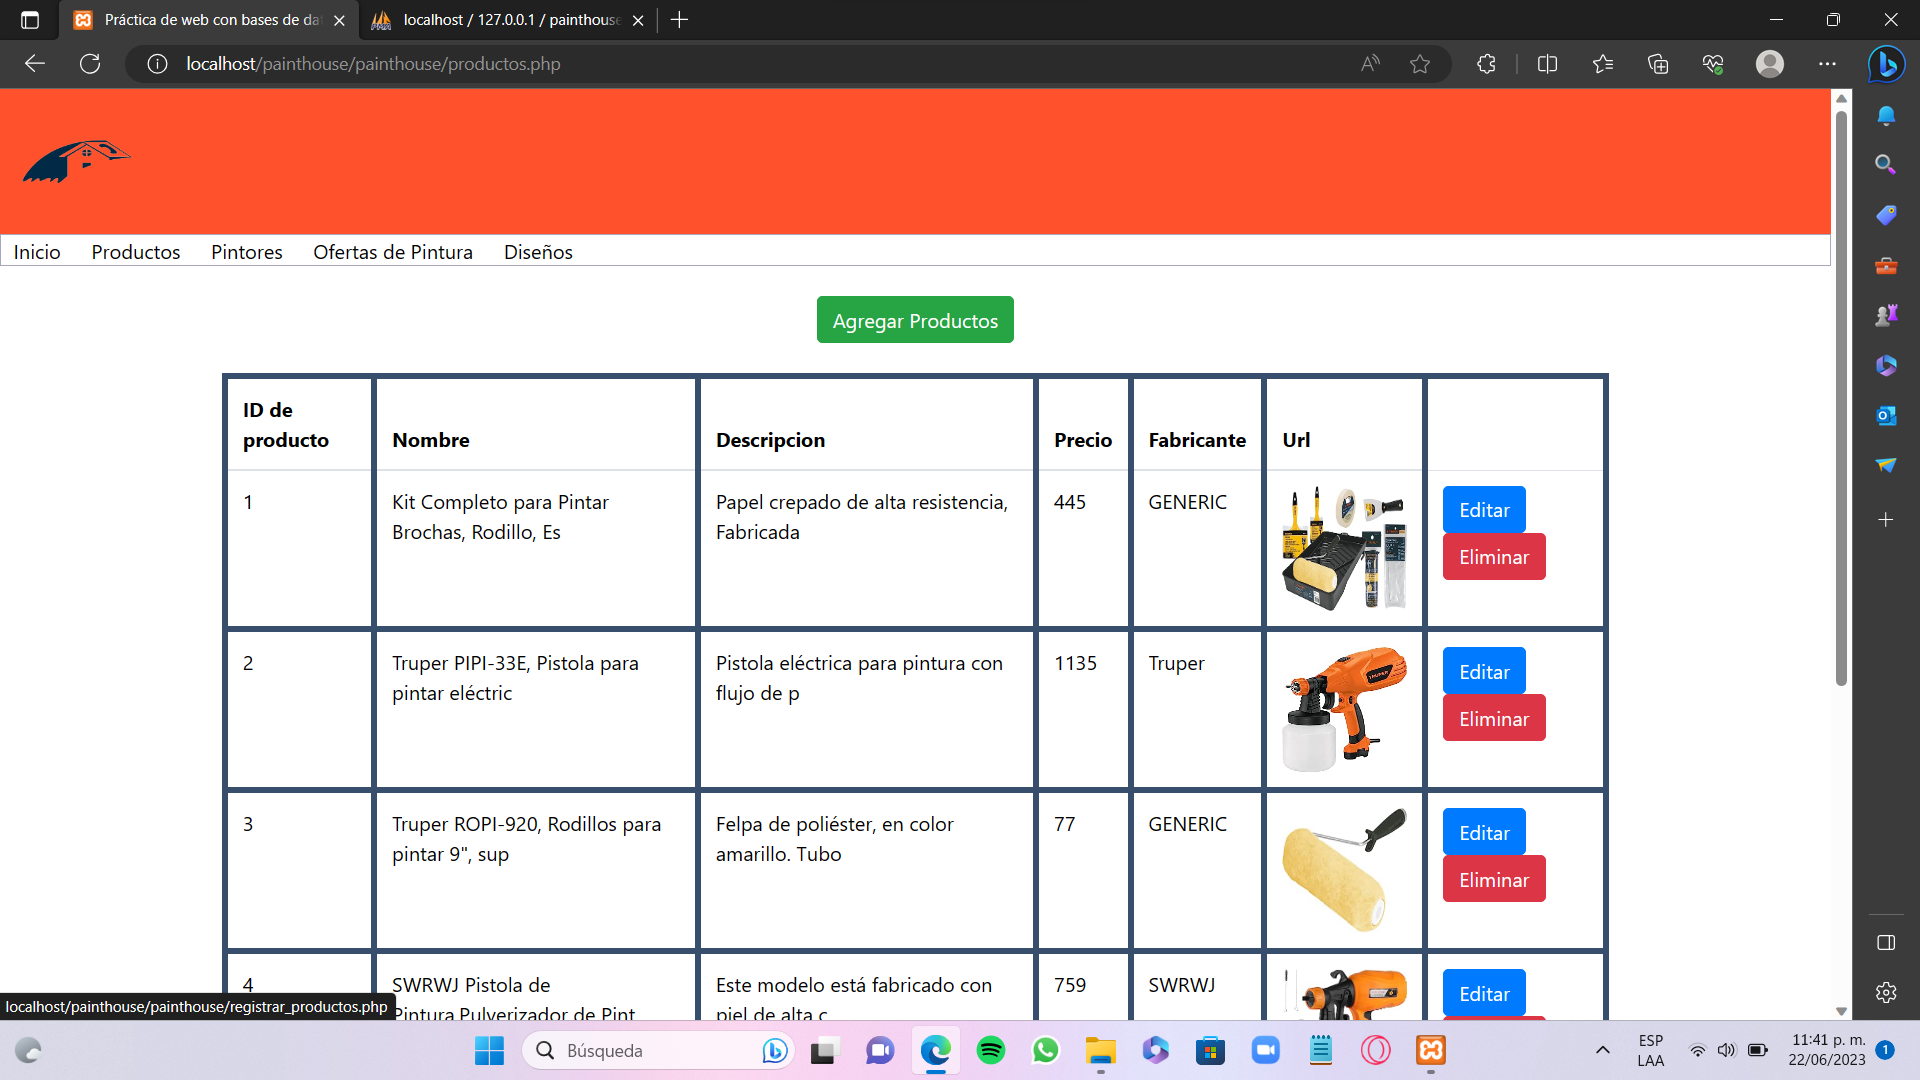 Práctica de web con bases de da
localhost / 127.0.0.1 / painthouse
localhost/painthouse/painthouse/productos.php
Inicio Productos Pintores Ofertas de Pintura Diseños
Agregar Productos
ID de producto Nombre Descripcion Precio Fabricante Url
1 Kit Completo para Pintar Brochas, Rodillo, Es Papel crepado de alta resistencia, Fabricada 445 GENERIC
Editar
Eliminar
2 Truper PIPI-33E, Pistola para pintar eléctric Pistola eléctrica para pintura con flujo de p 1135 Truper
TRUPER
Editar
Eliminar
3 Truper ROPI-920, Rodillos para pintar 9", sup Felpa de poliéster, en color amarillo. Tubo 77 GENERIC
Editar
Eliminar
4 SWRWJ Pistola de Pintura Pulverizador de Pint Este modelo está fabricado con piel de alta c 759 SWRWJ
Editar
localhost/painthouse/painthouse/registrar_productos.php
Búsqueda
ESP
LAA
11:41 p. m.
22/06/2023
1